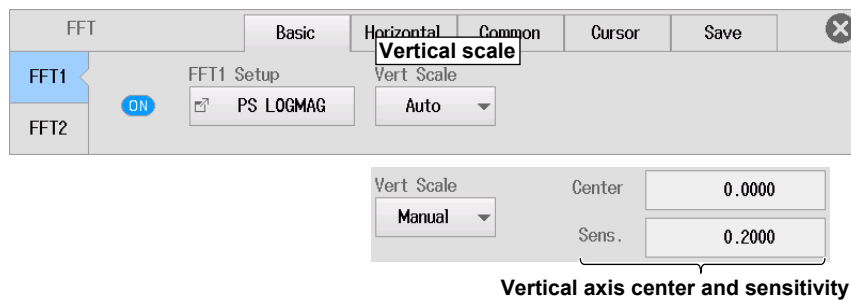 FFT Basic Horizontal Common Cursor Save
Vertical scale
FFT1 FFT1 Setup Vert Scale
ON PS LOGMAG Auto
FFT2
Vert Scale Center 0.0000
Manual
Sens. 0.2000
Vertical axis center and sensitivity